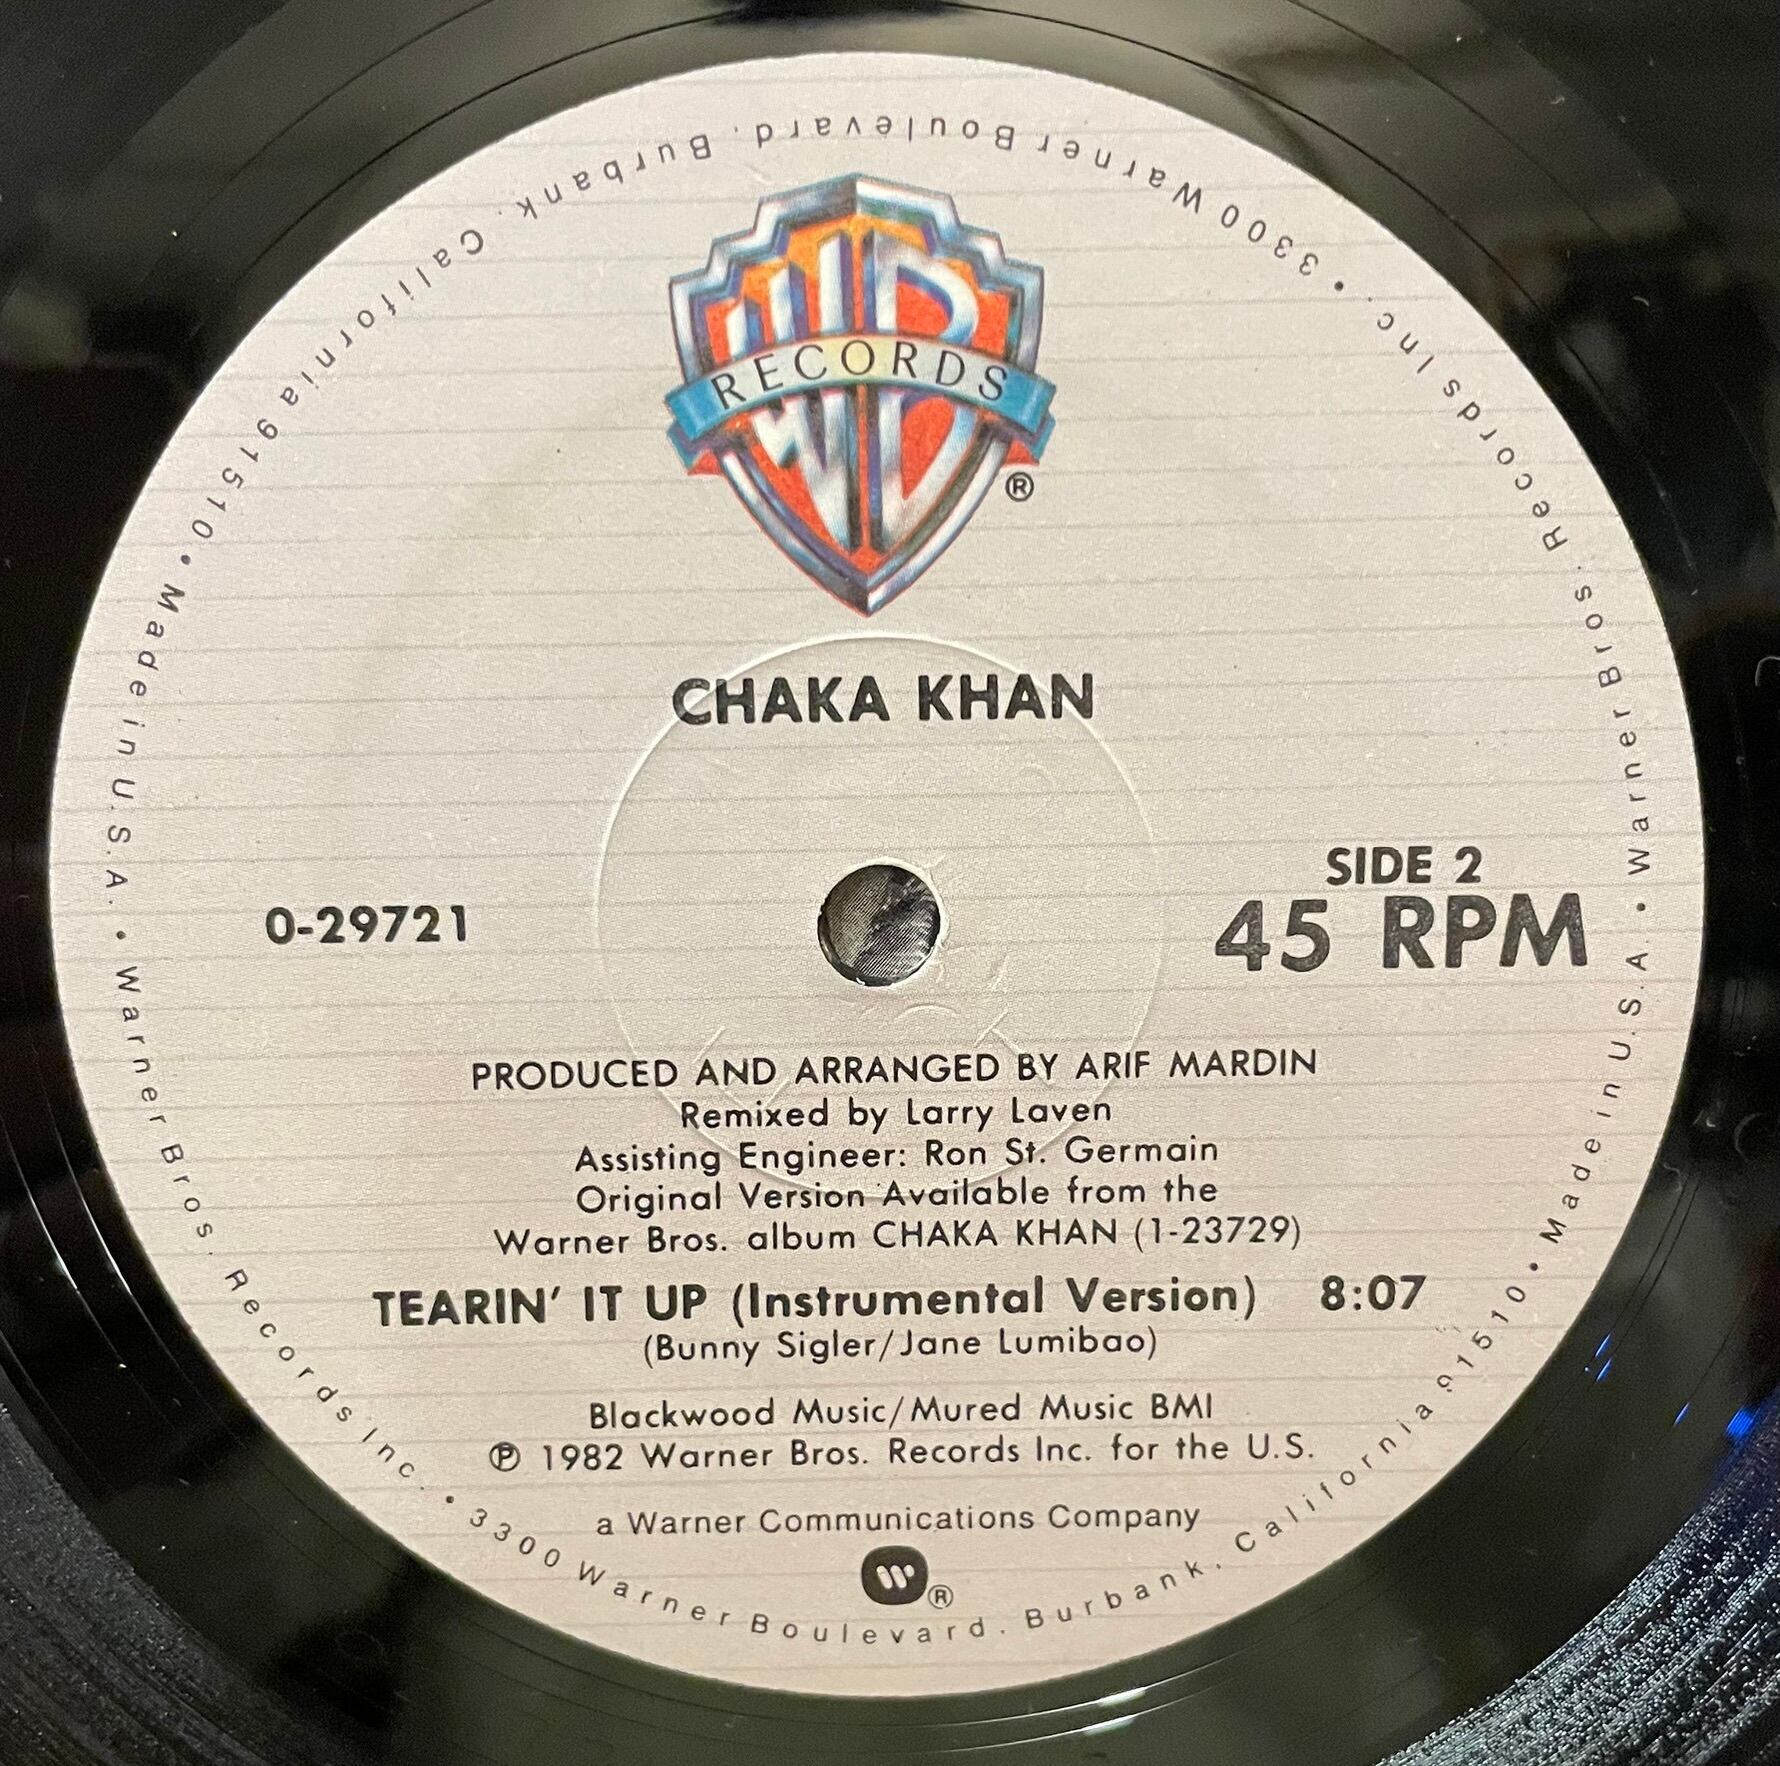 Warner Bros. Records Inc. • 3300 Warner Boulevard. Burbank. California 91510 • Made in U.S.A. •
Warner Bros. Records Inc. • 3300 Warner Boulevard. Burbank. California 91510 • Made in U.S.A. •
WB
RECORDS
®
CHAKA KHAN
SIDE 2
0-29721
45 RPM
PRODUCED AND ARRANGED BY ARIF MARDIN
Remixed by Larry Laven
Assisting Engineer: Ron St. Germain
Original Version Available from the
Warner Bros. album CHAKA KHAN (1-23729)
TEARIN' IT UP (Instrumental Version) 8:07
(Bunny Sigler/Jane Lumibao)
Blackwood Music/Mured Music BMI
℗ 1982 Warner Bros. Records Inc. for the U.S.
a Warner Communications Company
W ®